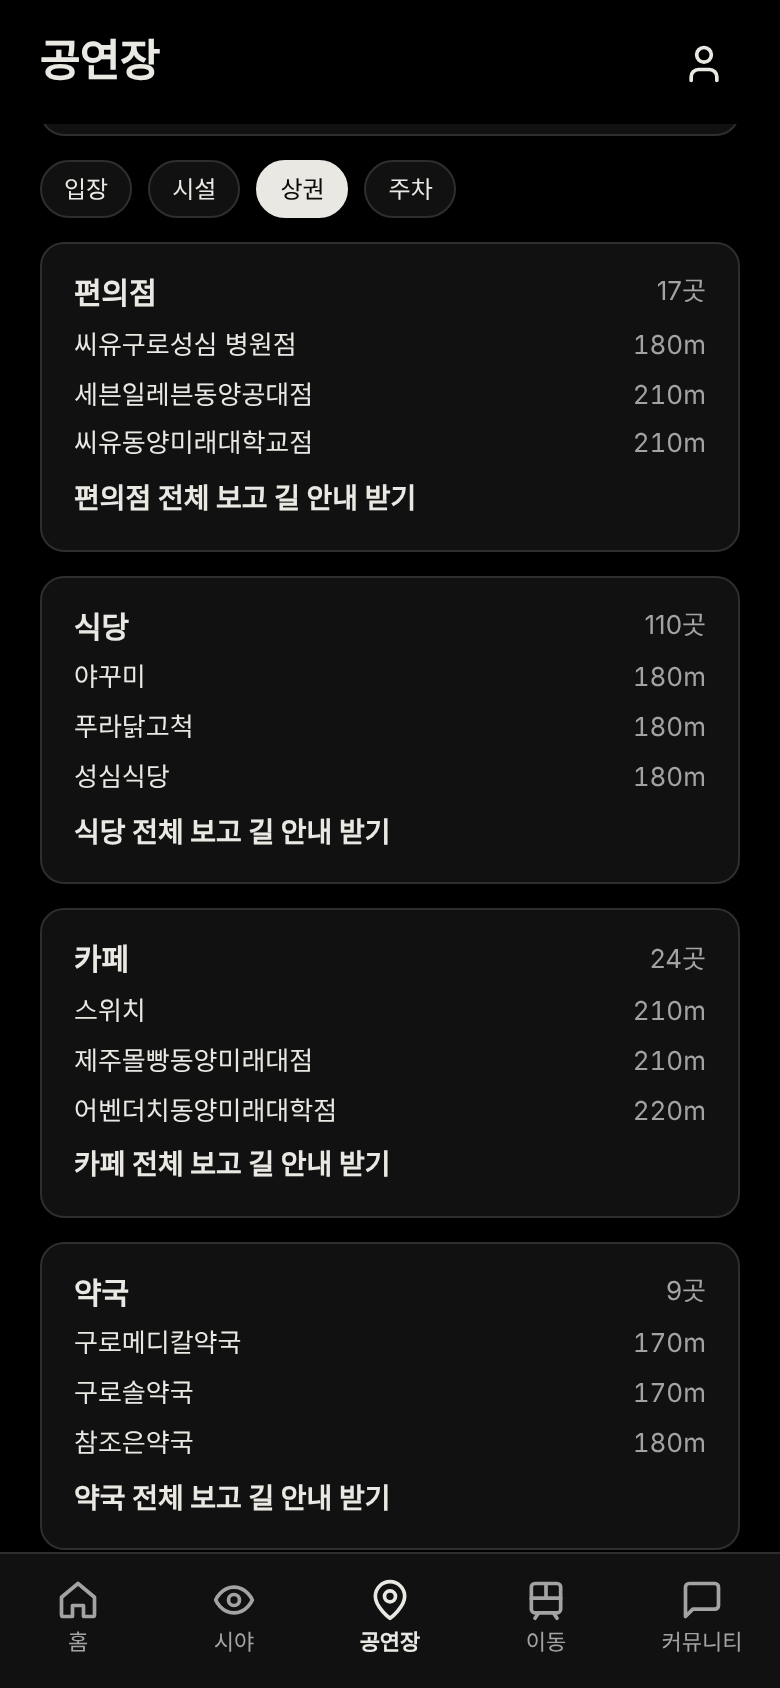 공연장
입장 시설 상권 주차
편의점 17곳
씨유구로성심 병원점 180m
세븐일레븐동양공대점 210m
씨유동양미래대학교점 210m
편의점 전체 보고 길 안내 받기
식당 110곳
야꾸미 180m
푸라닭고척 180m
성심식당 180m
식당 전체 보고 길 안내 받기
카페 24곳
스위치 210m
제주몰빵동양미래대점 210m
어벤더치동양미래대학점 220m
카페 전체 보고 길 안내 받기
약국 9곳
구로메디칼약국 170m
구로솔약국 170m
참조은약국 180m
약국 전체 보고 길 안내 받기
홈 시야 공연장 이동 커뮤니티